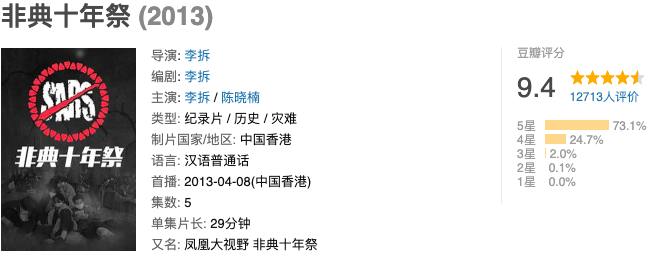 非典十年祭 (2013)
SARS
非典十年祭
导演: 李拆
编剧: 李拆
主演: 李拆 / 陈晓楠
类型: 纪录片 / 历史 / 灾难
制片国家/地区: 中国香港
语言: 汉语普通话
首播: 2013-04-08(中国香港)
集数: 5
单集片长: 29分钟
又名: 凤凰大视野 非典十年祭
豆瓣评分
9.4
12713人评价
5星 73.1%
4星 24.7%
3星 2.0%
2星 0.1%
1星 0.0%